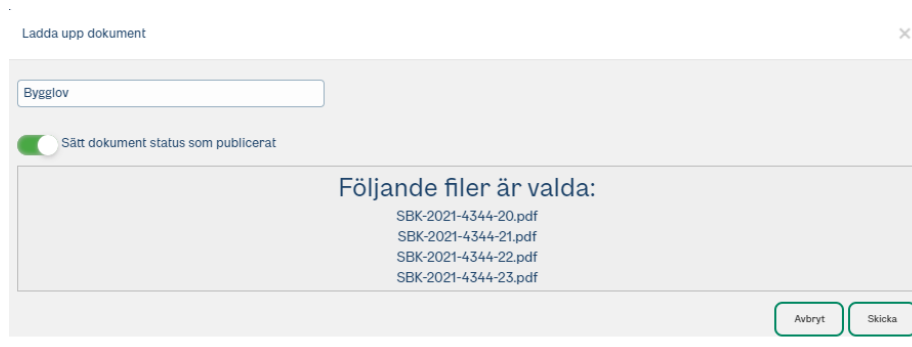 Ladda upp dokument
Bygglov
Sätt dokument status som publicerat
Följande filer är valda:
SBK-2021-4344-20.pdf
SBK-2021-4344-21.pdf
SBK-2021-4344-22.pdf
SBK-2021-4344-23.pdf
Avbryt Skicka